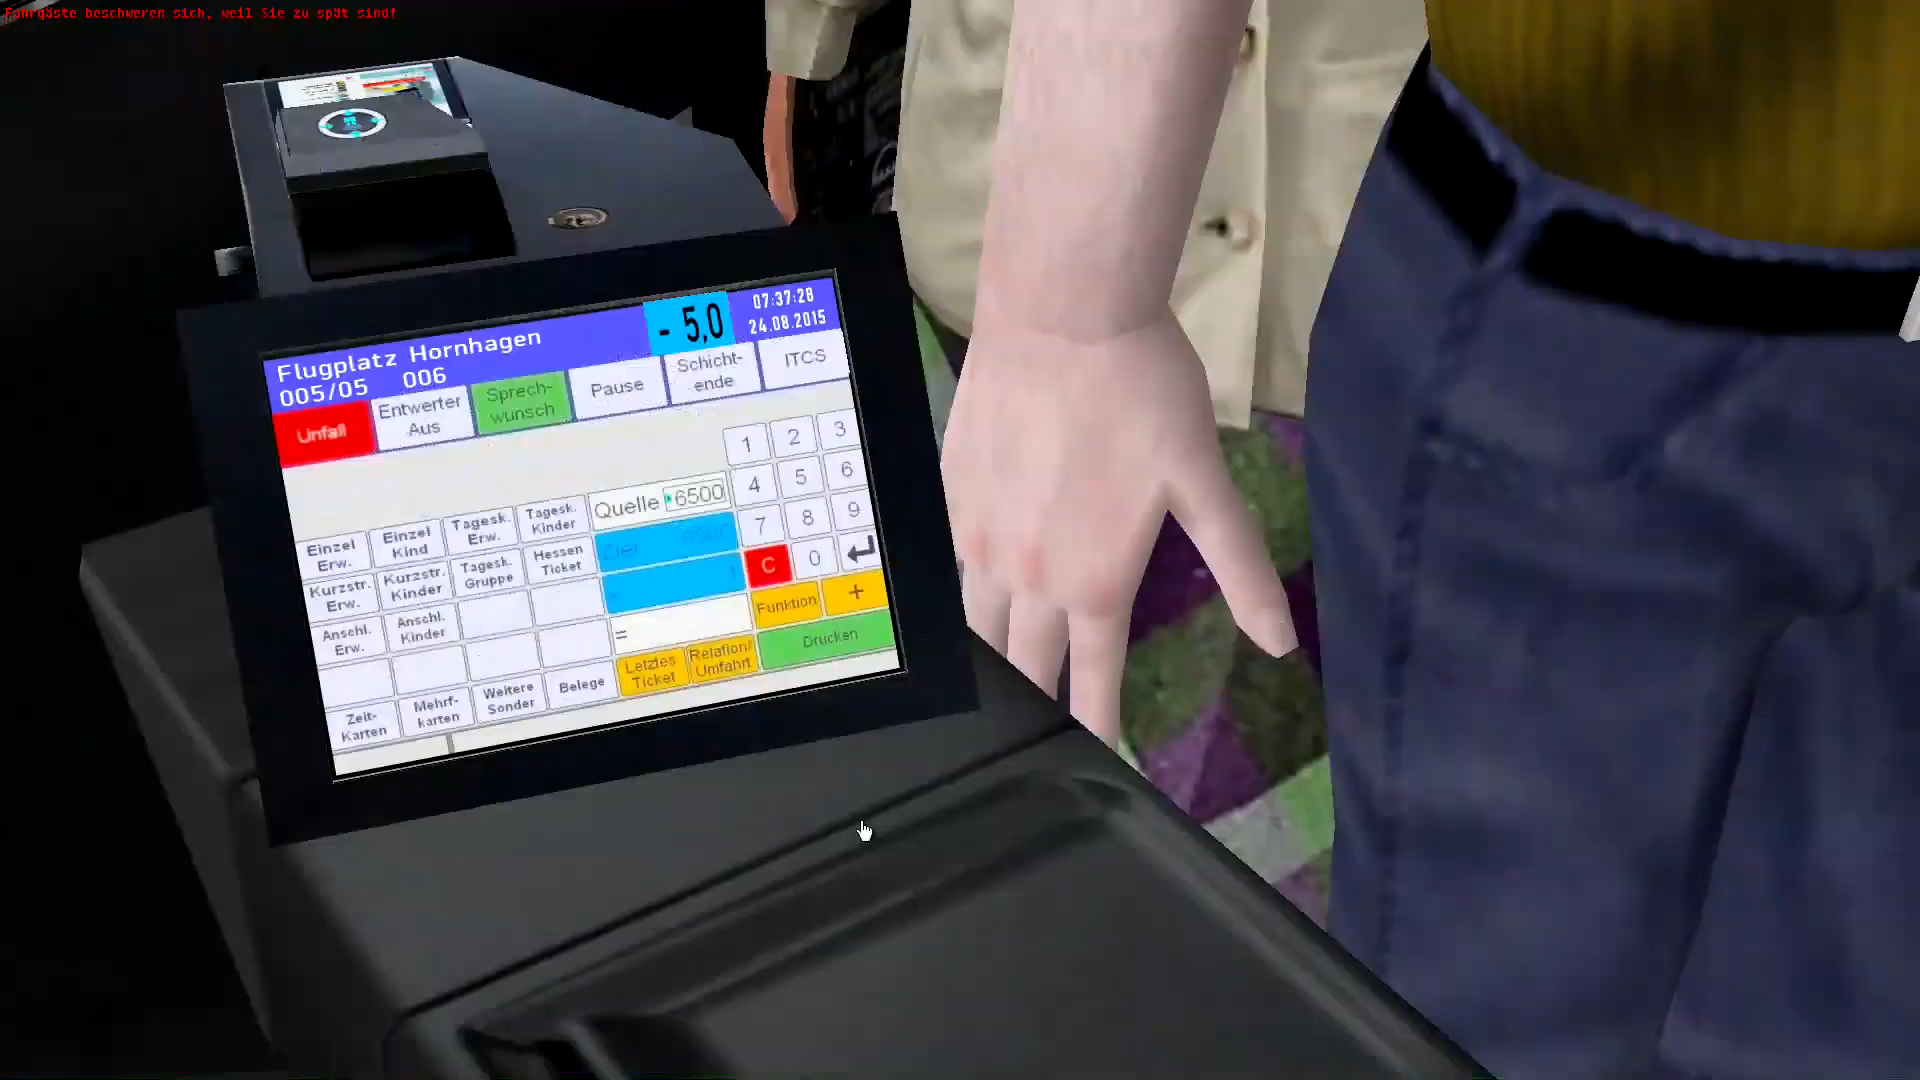 Fahrgäste beschweren sich, weil Sie zu spät sind!
Flugplatz Hornhagen
005/05 006
- 5,0
07:37:28
24.08.2015
Unfall
Entwerter
Aus
Sprech-
wunsch
Pause
Schicht-
ende
ITCS
1 2 3
4 5 6
7 8 9
C 0
Quelle 6500
Ziel
1
=
Einzel
Erw.
Einzel
Kind
Tagesk.
Erw.
Tagesk.
Kinder
Kurzstr.
Erw.
Kurzstr.
Kinder
Tagesk.
Gruppe
Hessen
Ticket
Anschl.
Erw.
Anschl.
Kinder
Zeit-
Karten
Mehrf-
karten
Weitere
Sonder
Belege
Letztes
Ticket
Relation/
Umfahrt
Funktion
+
Drucken